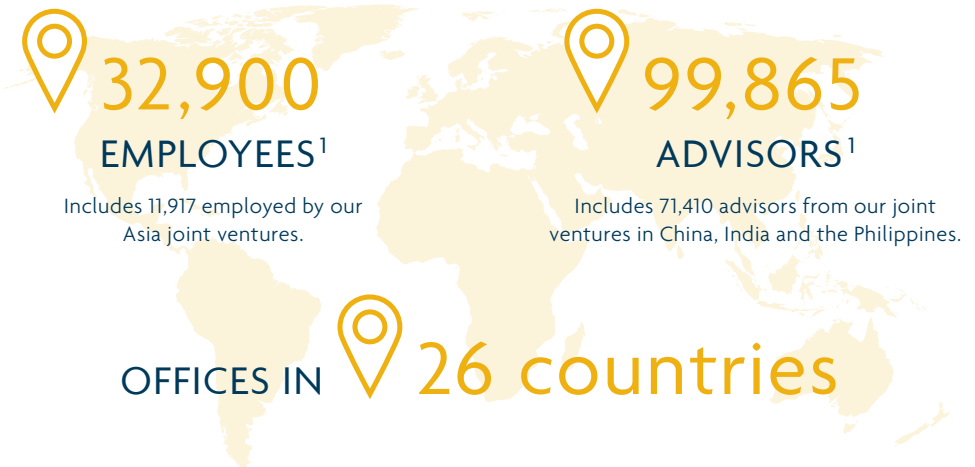 32,900
EMPLOYEES¹
Includes 11,917 employed by our
Asia joint ventures.
99,865
ADVISORS¹
Includes 71,410 advisors from our joint
ventures in China, India and the Philippines.
OFFICES IN 26 countries